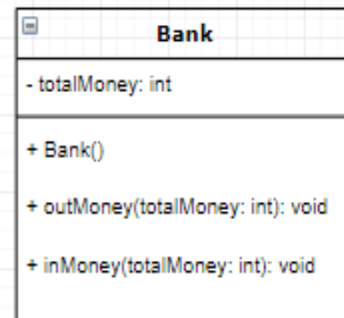 Bank
- totalMoney: int
+ Bank()
+ outMoney(totalMoney: int): void
+ inMoney(totalMoney: int): void